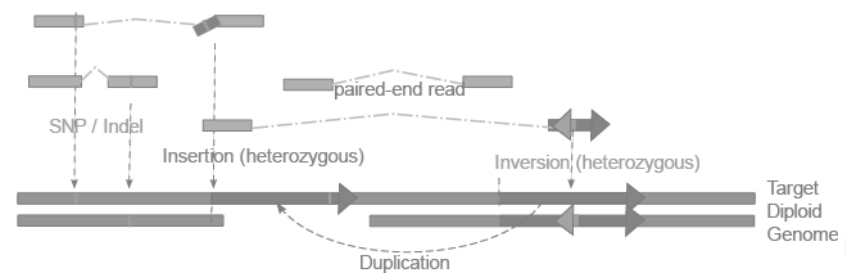 paired-end read
SNP / Indel
Insertion (heterozygous)
Inversion (heterozygous)
Target
Diploid
Genome
Duplication